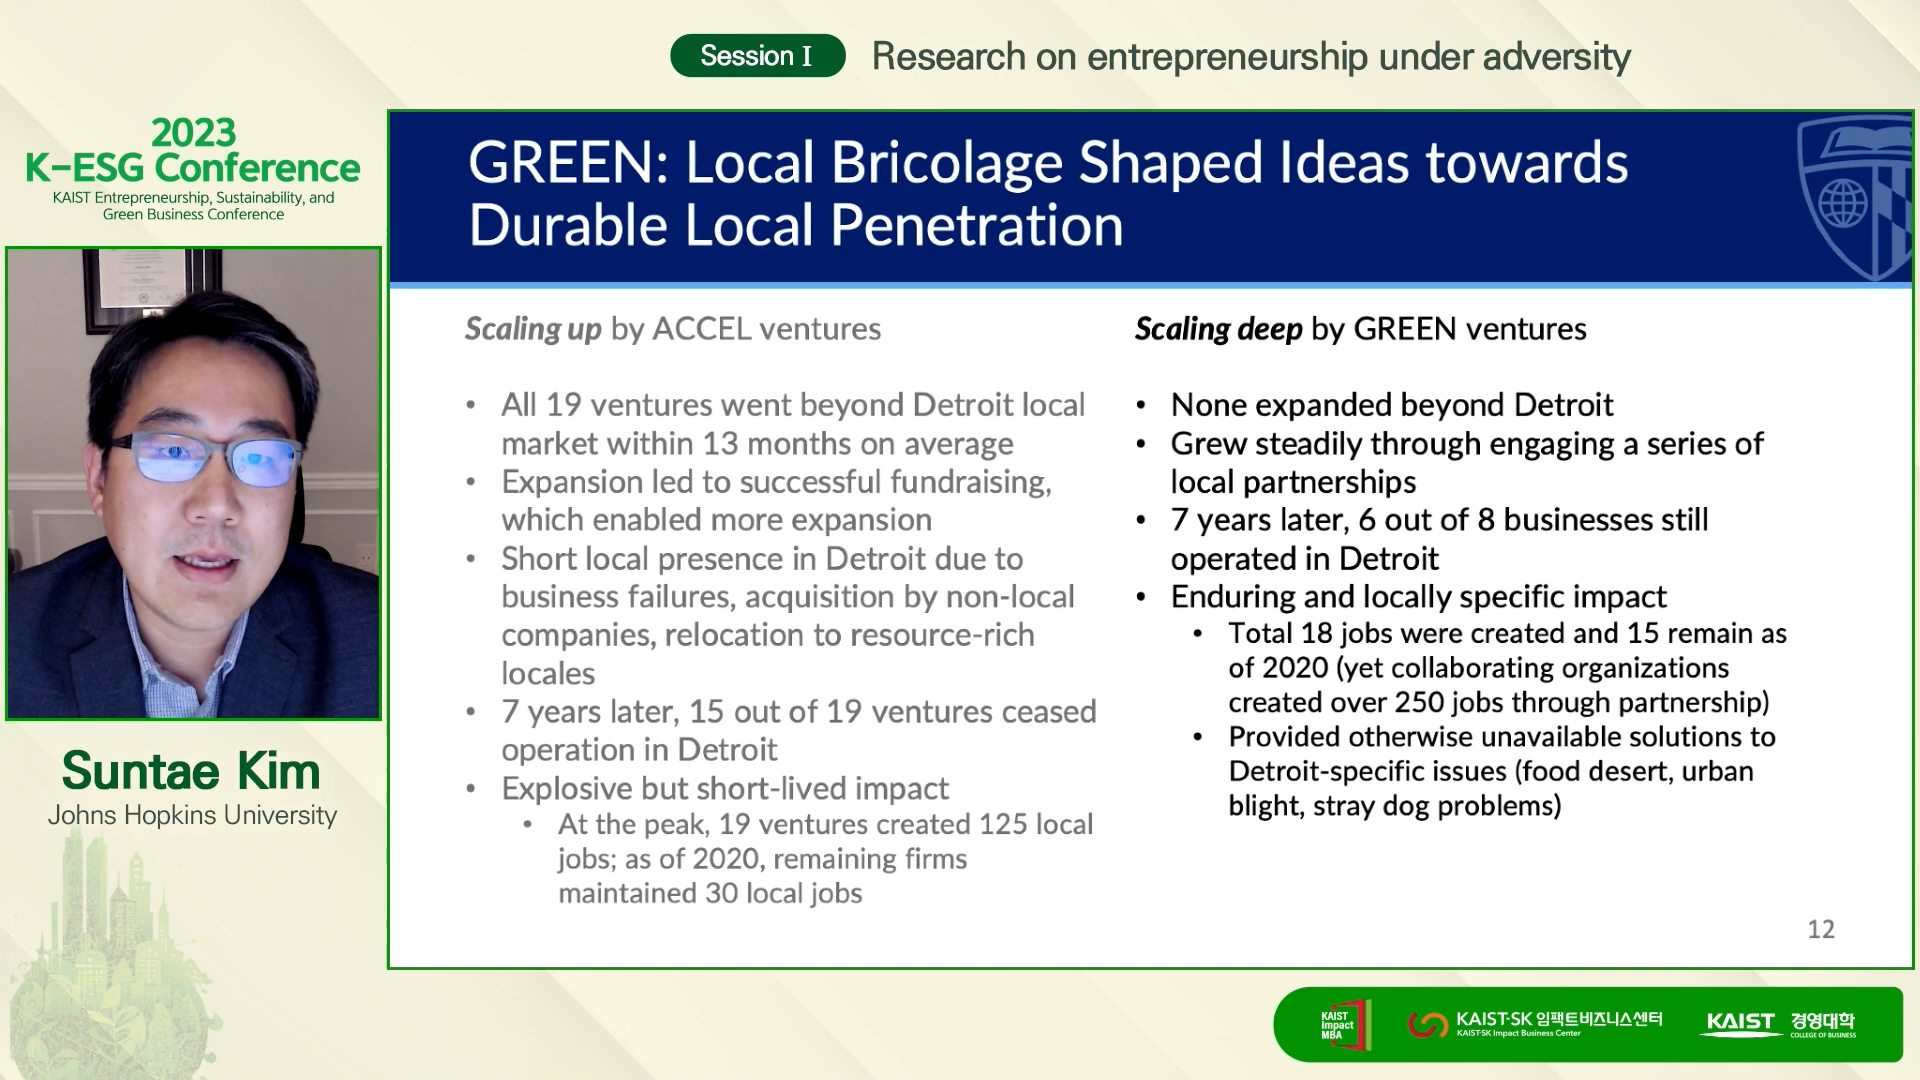 Session I
Research on entrepreneurship under adversity
2023
K-ESG Conference
KAIST Entrepreneurship, Sustainability, and
Green Business Conference
Suntae Kim
Johns Hopkins University
GREEN: Local Bricolage Shaped Ideas towards
Durable Local Penetration
Scaling up by ACCEL ventures
• All 19 ventures went beyond Detroit local
market within 13 months on average
• Expansion led to successful fundraising,
which enabled more expansion
• Short local presence in Detroit due to
business failures, acquisition by non-local
companies, relocation to resource-rich
locales
• 7 years later, 15 out of 19 ventures ceased
operation in Detroit
• Explosive but short-lived impact
• At the peak, 19 ventures created 125 local
jobs; as of 2020, remaining firms
maintained 30 local jobs
Scaling deep by GREEN ventures
• None expanded beyond Detroit
• Grew steadily through engaging a series of
local partnerships
• 7 years later, 6 out of 8 businesses still
operated in Detroit
• Enduring and locally specific impact
• Total 18 jobs were created and 15 remain as
of 2020 (yet collaborating organizations
created over 250 jobs through partnership)
• Provided otherwise unavailable solutions to
Detroit-specific issues (food desert, urban
blight, stray dog problems)
12
KAIST
Impact
MBA
KAIST-SK 임팩트비즈니스센터
KAIST-SK Impact Business Center
KAIST
경영대학
COLLEGE OF BUSINESS